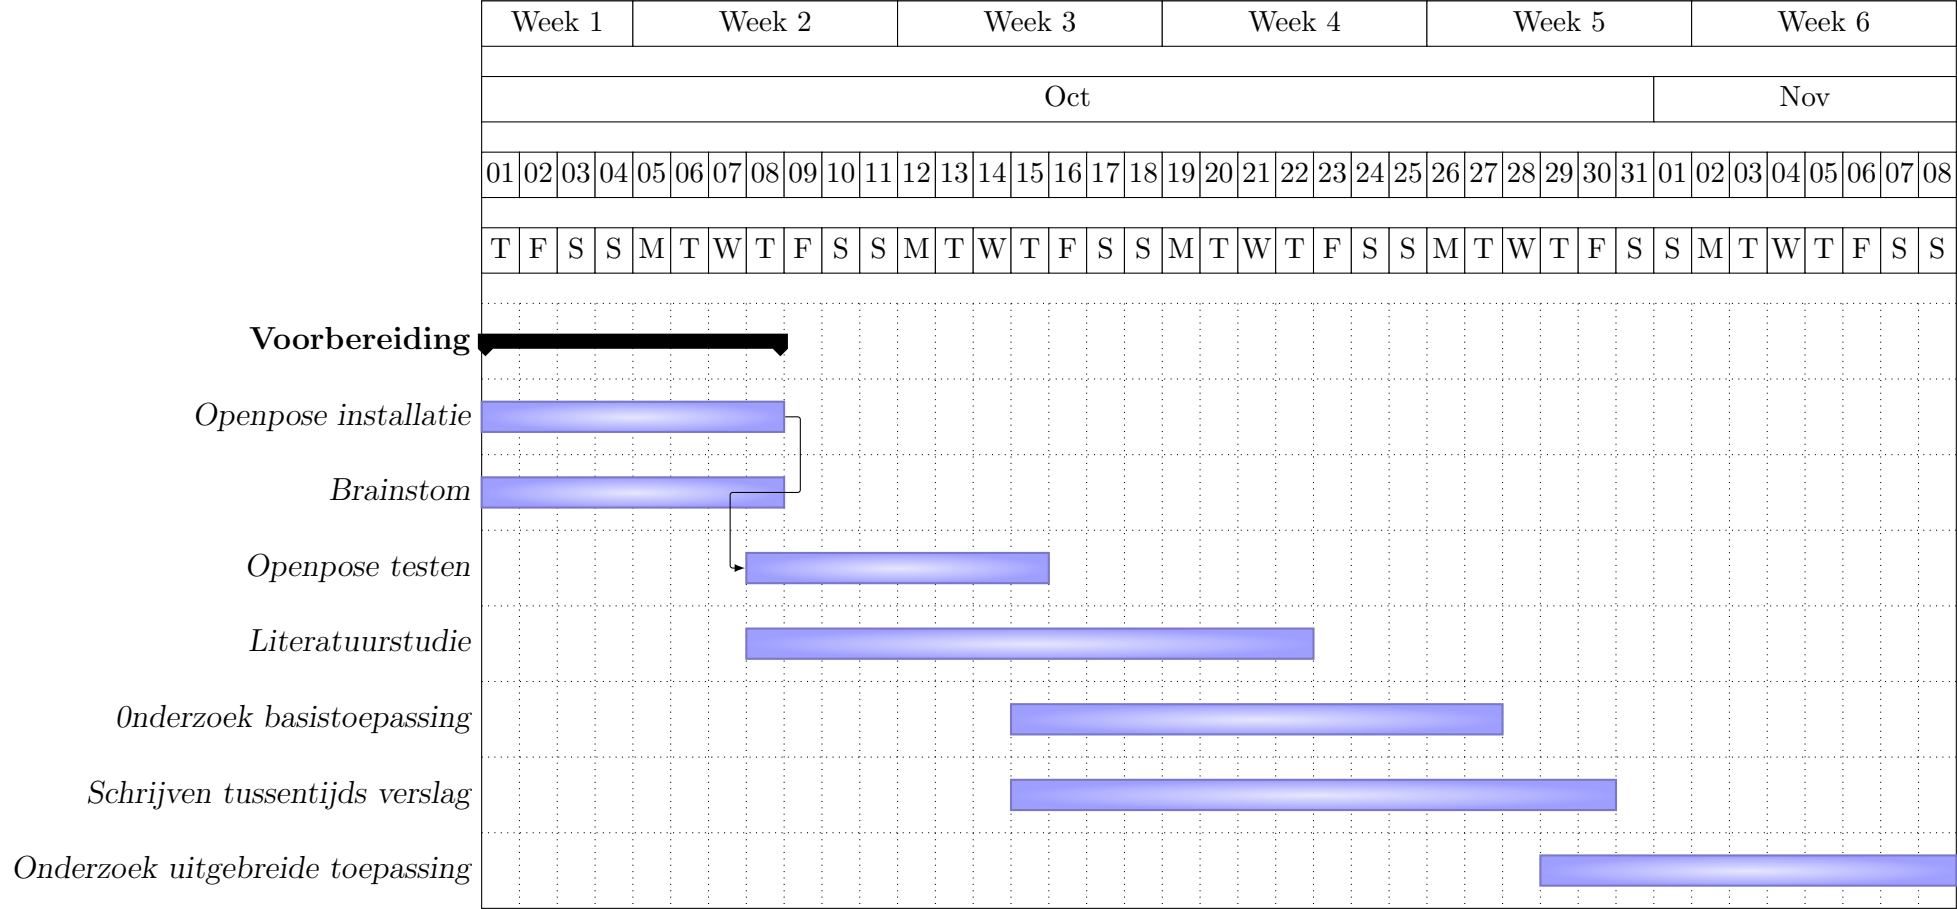 Week 1 Week 2 Week 3 Week 4 Week 5 Week 6
Oct Nov
01 02 03 04 05 06 07 08 09 10 11 12 13 14 15 16 17 18 19 20 21 22 23 24 25 26 27 28 29 30 31 01 02 03 04 05 06 07 08
T F S S M T W T F S S M T W T F S S M T W T F S S M T W T F S S M T W T F S S
Voorbereiding
Openpose installatie
Brainstom
Openpose testen
Literatuurstudie
0nderzoek basistoepassing
Schrijven tussentijds verslag
Onderzoek uitgebreide toepassing